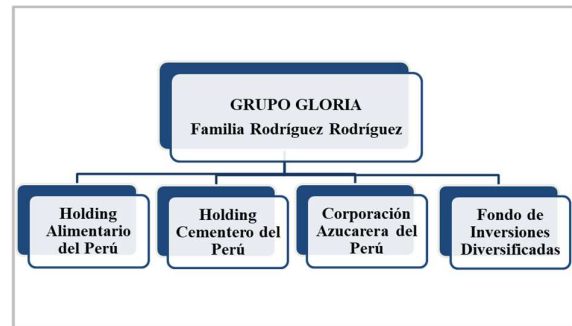 GRUPO GLORIA
Familia Rodríguez Rodríguez
Holding
Alimentario
del Perú
Holding
Cementero del
Perú
Corporación
Azucarera del
Perú
Fondo de
Inversiones
Diversificadas